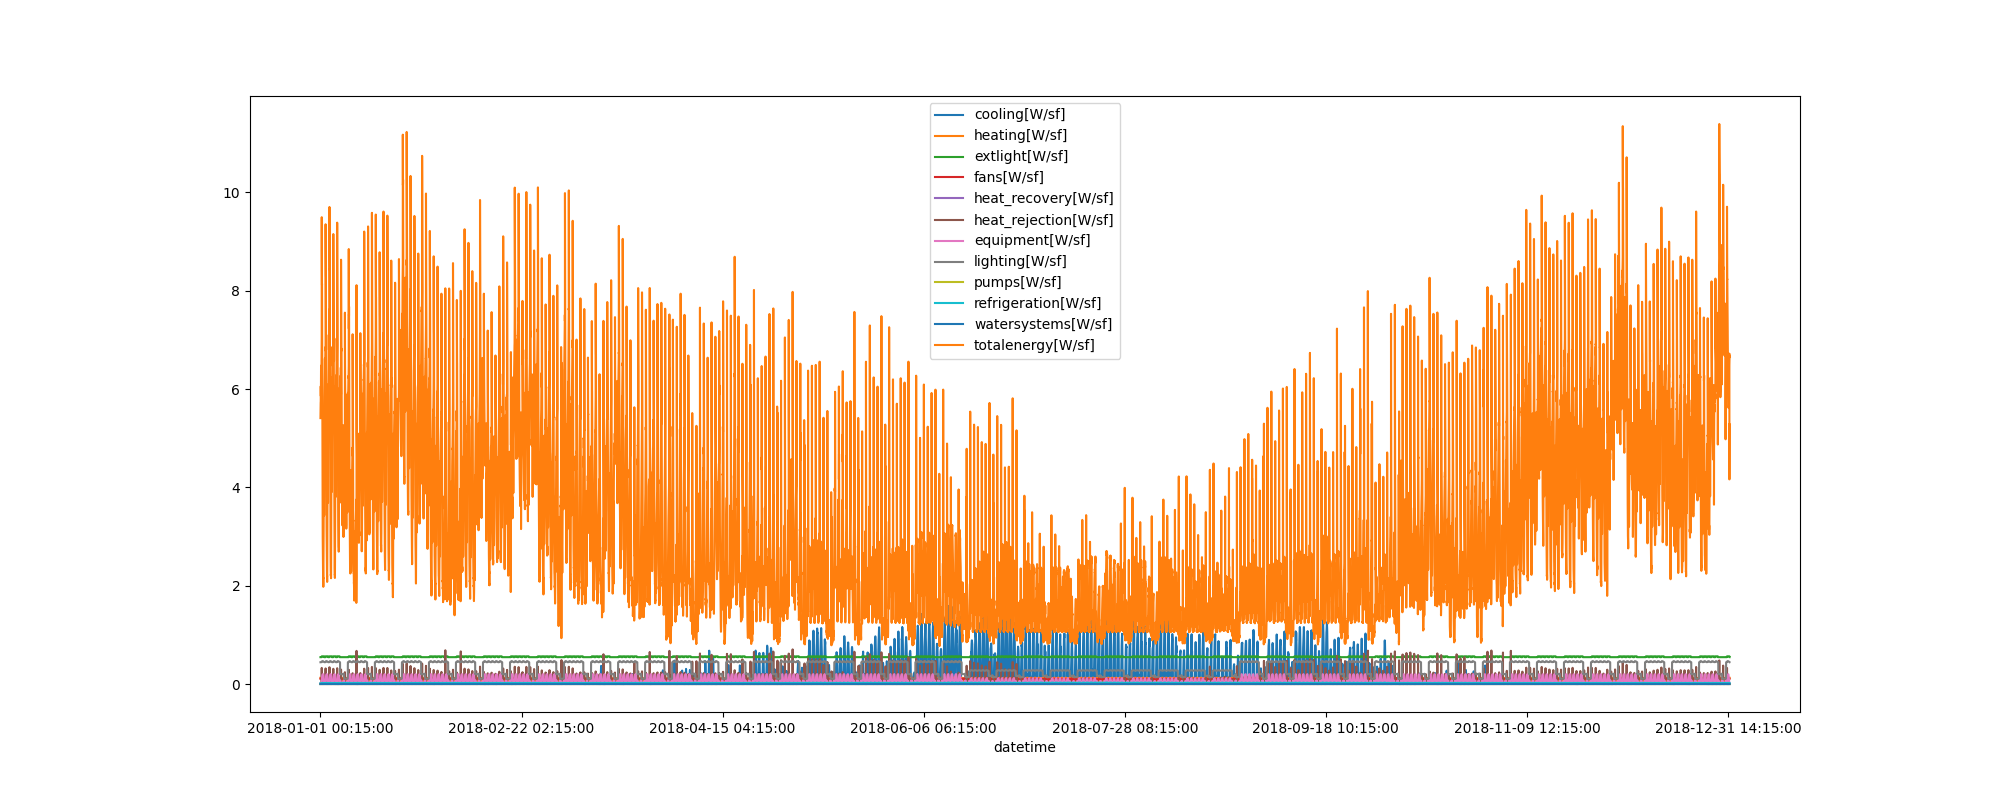 cooling[W/sf]
heating[W/sf]
extlight[W/sf]
fans[W/sf]
heat_recovery[W/sf]
heat_rejection[W/sf]
equipment[W/sf]
lighting[W/sf]
pumps[W/sf]
refrigeration[W/sf]
watersystems[W/sf]
totalenergy[W/sf]
10
8
6
4
2
0
2018-01-01 00:15:00 2018-02-22 02:15:00 2018-04-15 04:15:00 2018-06-06 06:15:00 2018-07-28 08:15:00 2018-09-18 10:15:00 2018-11-09 12:15:00 2018-12-31 14:15:00
datetime